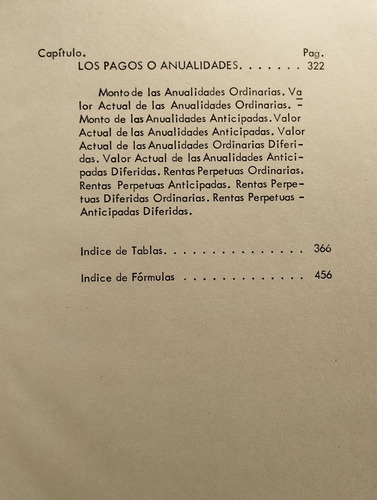 Capítulo. Pag.
LOS PAGOS O ANUALIDADES. . . . . . . 322
Monto de las Anualidades Ordinarias. Va
lor Actual de las Anualidades Ordinarias. -
Monto de las Anualidades Anticipadas. Valor
Actual de las Anualidades Anticipadas. Valor
Actual de las Anualidades Ordinarias Diferi-
das. Valor Actual de las Anualidades Antici-
padas Diferidas. Rentas Perpetuas Ordinarias.
Rentas Perpetuas Anticipadas. Rentas Perpe-
tuas Diferidas Ordinarias. Rentas Perpetuas -
Anticipadas Diferidas.
Indice de Tablas. . . . . . . . . . . . . . 366
Indice de Fórmulas . . . . . . . . . . . . 456